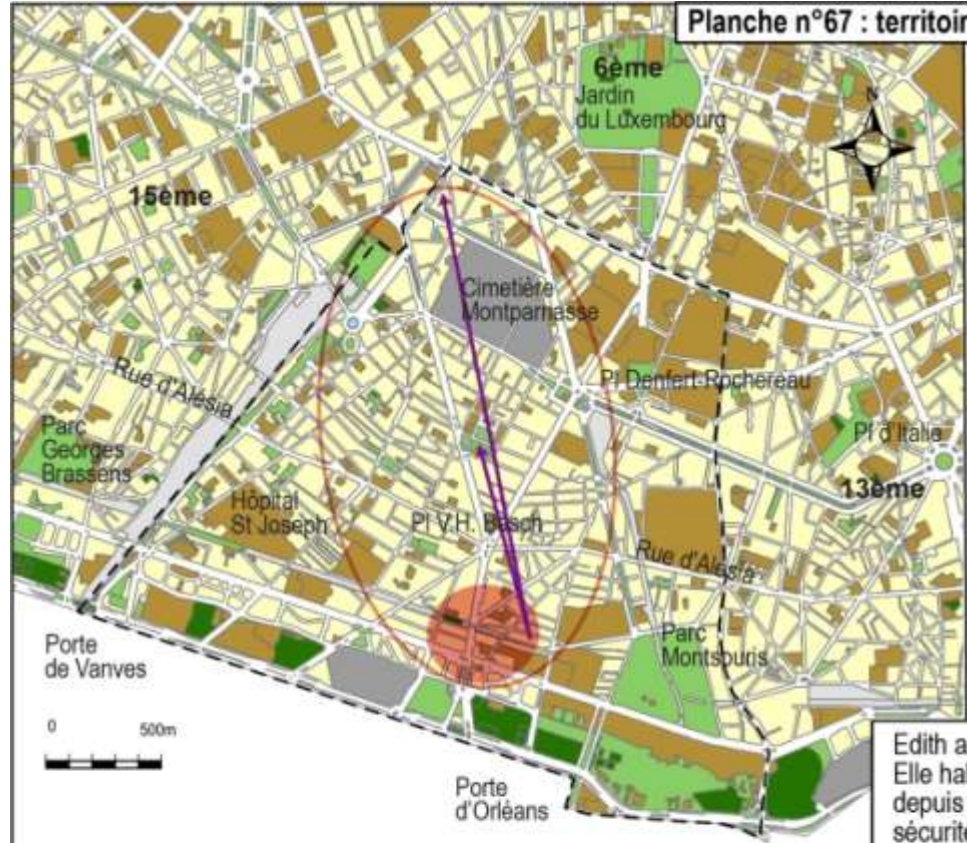 Planche n°67 : territoir
6ème
Jardin
du Luxembourg
N
15ème
Cimetière
Montparnasse
Rue d'Alésia
Pl Denfert-Rochereau
Parc
Georges
Brassens
Pl d'Italie
13ème
Hôpital
St Joseph
Pl V.H. Basch
Rue d'Alésia
Parc
Montsouris
Porte
de Vanves
0 500m
Porte
d'Orléans
Edith a
Elle hal
depuis
sécurité